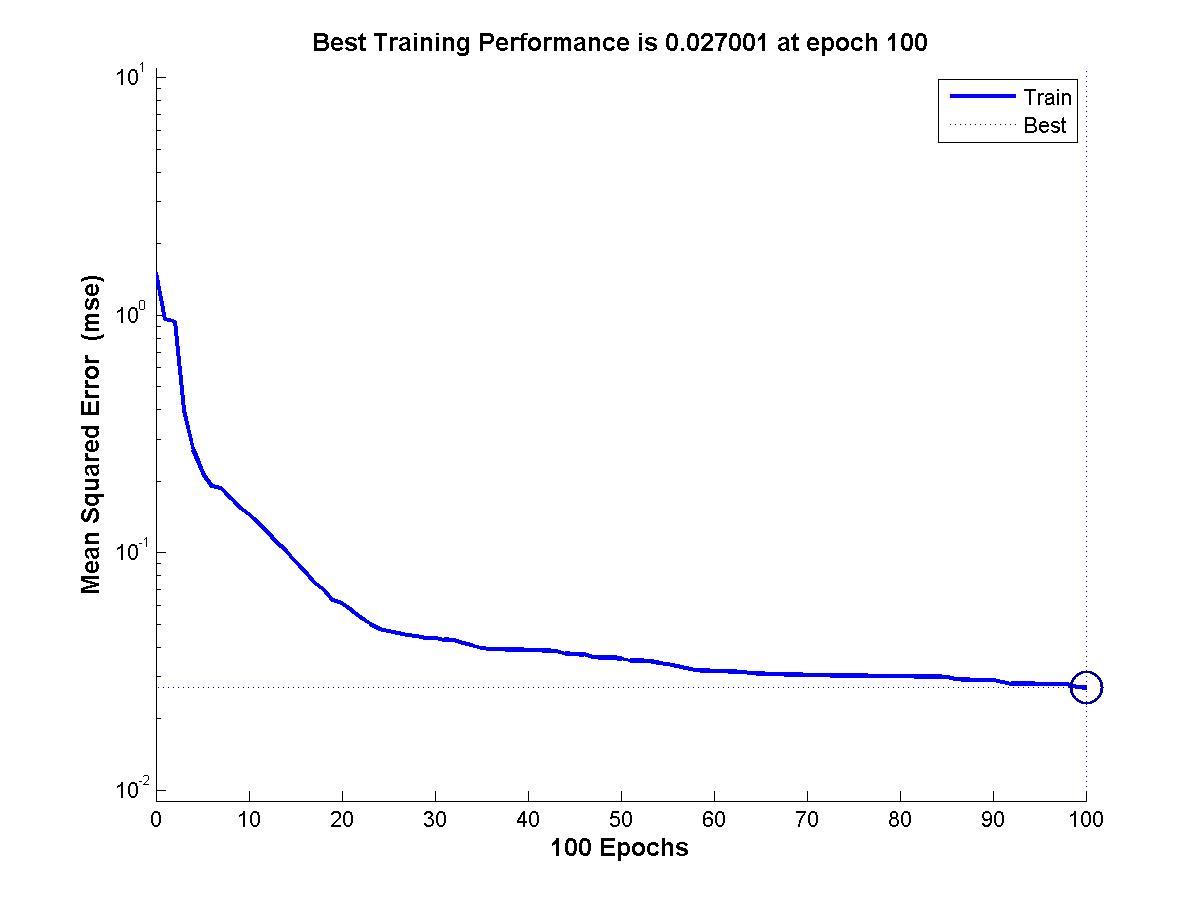 Best Training Performance is 0.027001 at epoch 100
Train
Best
Mean Squared Error (mse)
10^1
10^0
10^-1
10^-2
0 10 20 30 40 50 60 70 80 90 100
100 Epochs